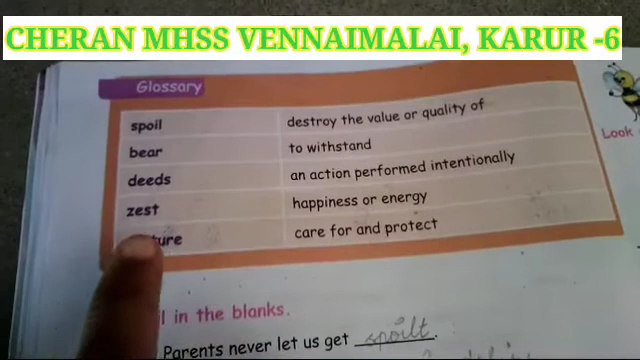 CHERAN MHSS VENNAIMALAI, KARUR -6
Glossary
spoil destroy the value or quality of
bear to withstand
deeds an action performed intentionally
zest happiness or energy
ture care for and protect
Look
l in the blanks.
Parents never let us get spoilt.